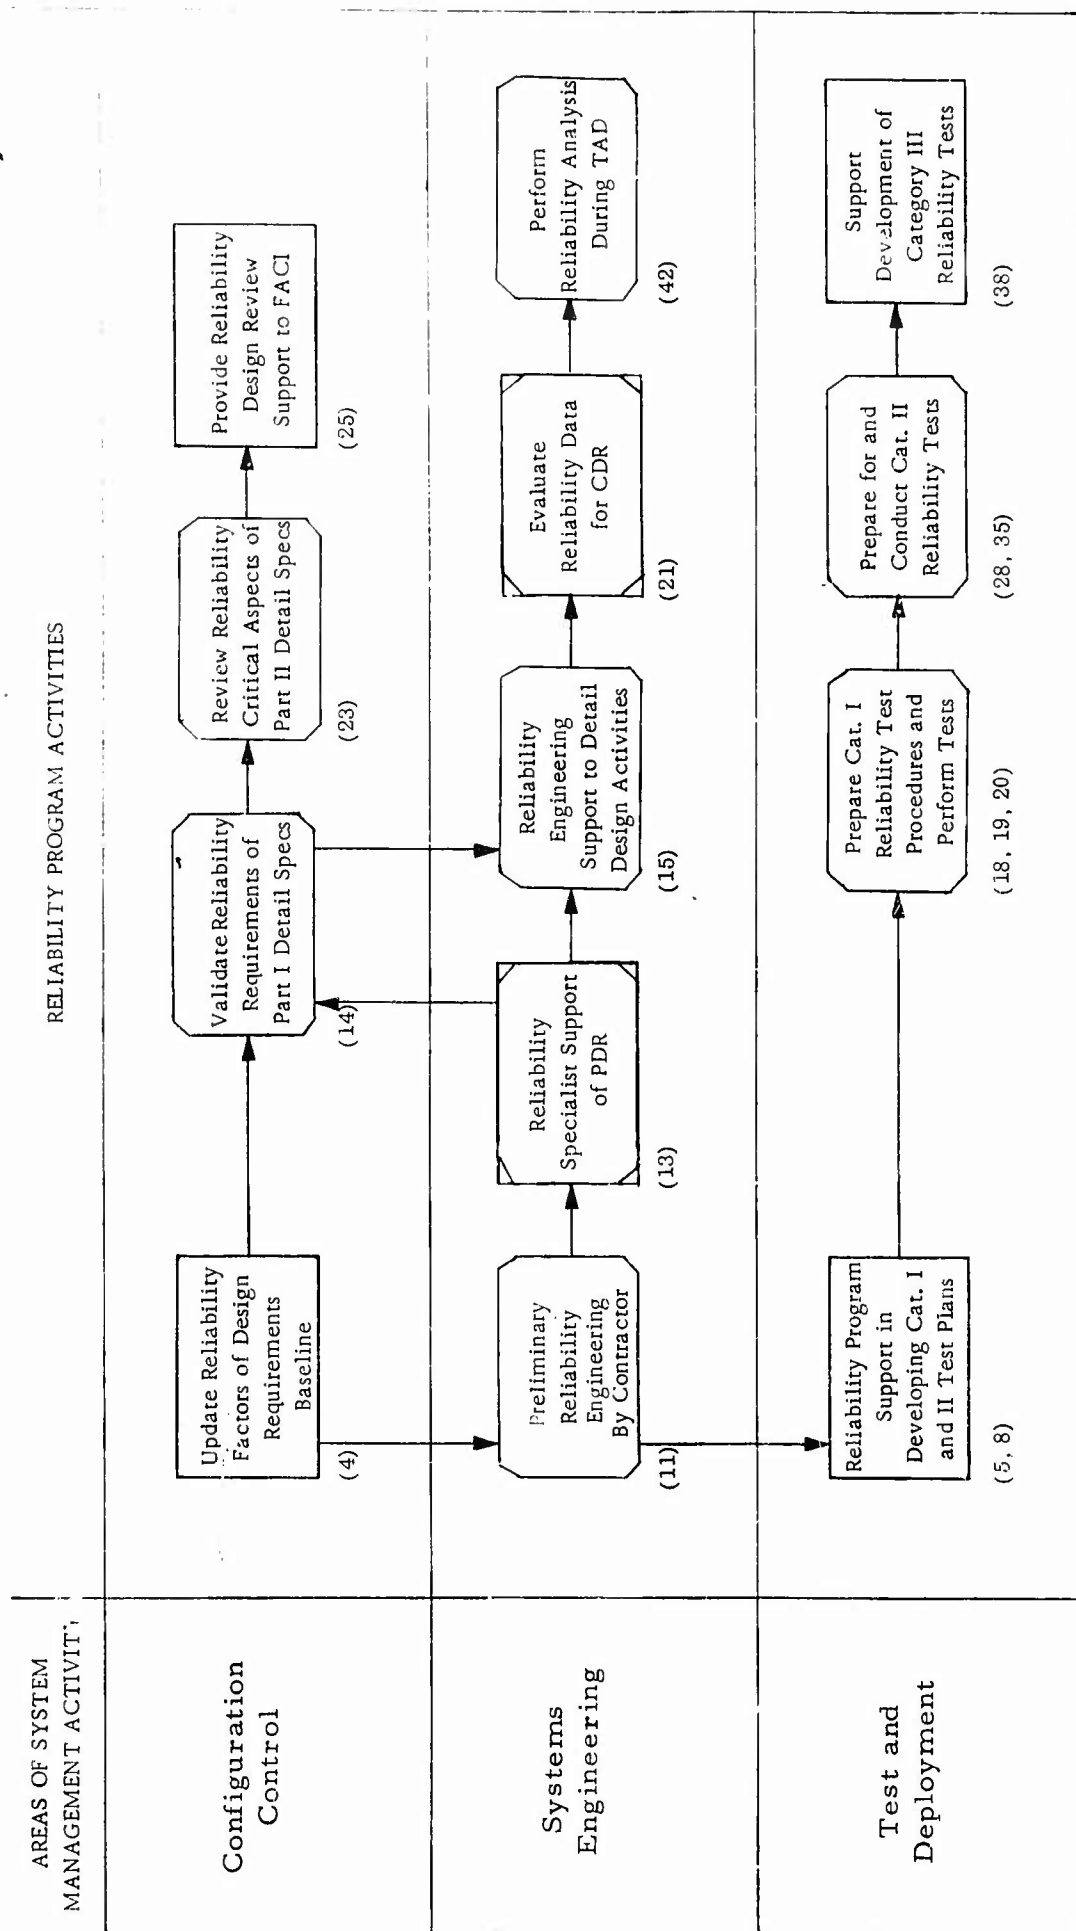 AREAS OF SYSTEM
MANAGEMENT ACTIVIT
RELIABILITY PROGRAM ACTIVITIES
Configuration
Control
Update Reliability
Factors of Design
Requirements
Baseline
(4)
Validate Reliability
Requirements of
Part I Detail Specs
(14)
Review Reliability
Critical Aspects of
Part II Detail Specs
(23)
Provide Reliability
Design Review
Support to FACI
(25)
Systems
Engineering
Preliminary
Reliability
Engineering
By Contractor
(11)
Reliability
Specialist Support
of PDR
(13)
Reliability
Engineering
Support to Detail
Design Activities
(15)
Evaluate
Reliability Data
for CDR
(21)
Perform
Reliability Analysis
During TAD
(42)
Test and
Deployment
Reliability Program
Support in
Developing Cat. I
and II Test Plans
(5, 8)
Prepare Cat. I
Reliability Test
Procedures and
Perform Tests
(18, 19, 20)
Prepare for and
Conduct Cat. II
Reliability Tests
(28, 35)
Support
Development of
Category III
Reliability Tests
(38)